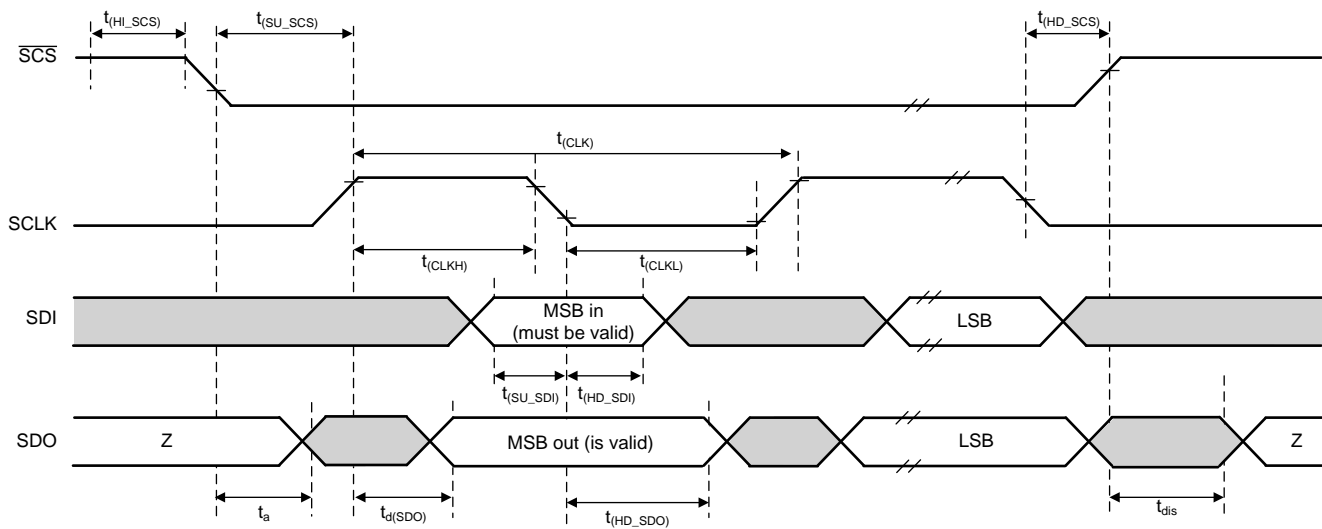 t(HI_SCS)
t(SU_SCS)
t(HD_SCS)
SCS
t(CLK)
SCLK
t(CLKH)
t(CLKL)
SDI
MSB in
(must be valid)
LSB
t(SU_SDI)
t(HD_SDI)
SDO
Z
MSB out (is valid)
LSB
Z
ta
td(SDO)
t(HD_SDO)
tdis